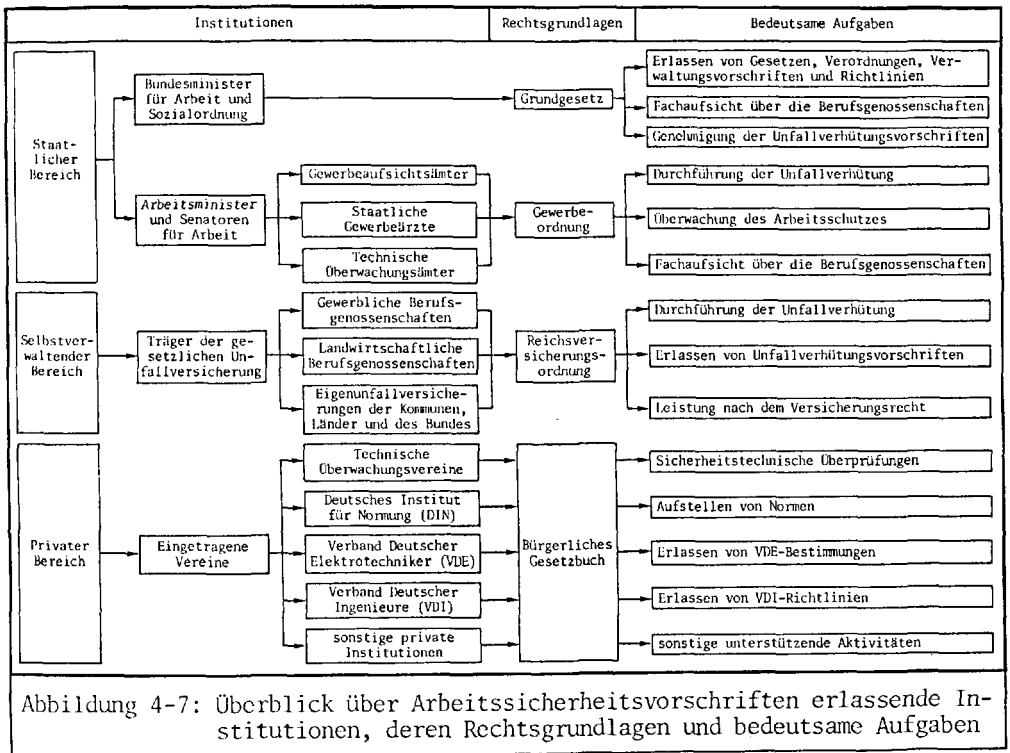 Institutionen
Rechtsgrundlagen
Bedeutsame Aufgaben
Staat-
licher
Bereich
Bundesminister
für Arbeit und
Sozialordnung
Grundgesetz
Erlassen von Gesetzen, Verordnungen, Ver-
waltungsvorschriften und Richtlinien
Fachaufsicht über die Berufsgenossenschaften
Genehmigung der Unfallverhütungsvorschriften
Arbeitsminister
und Senatoren
für Arbeit
Gewerbeaufsichtsämter
Staatliche
Gewerbeärzte
Technische
Überwachungsämter
Gewerbe-
ordnung
Durchführung der Unfallverhütung
Überwachung des Arbeitsschutzes
Fachaufsicht über die Berufsgenossenschaften
Selbstver-
waltender
Bereich
Träger der ge-
setzlichen Un-
fallversicherung
Gewerbliche Berufs-
genossenschaften
Landwirtschaftliche
Berufsgenossenschaften
Eigenunfallversiche-
rungen der Kommunen,
Länder und des Bundes
Reichsver-
sicherungs-
ordnung
Durchführung der Unfallverhütung
Erlassen von Unfallverhütungsvorschriften
Leistung nach dem Versicherungsrecht
Privater
Bereich
Eingetragene
Vereine
Technische
Überwachungsvereine
Deutsches Institut
für Normung (DIN)
Verband Deutscher
Elektrotechniker (VDE)
Verband Deutscher
Ingenieure (VDI)
sonstige private
Institutionen
Bürgerliches
Gesetzbuch
Sicherheitstechnische Überprüfungen
Aufstellen von Normen
Erlassen von VDE-Bestimmungen
Erlassen von VDI-Richtlinien
sonstige unterstützende Aktivitäten
Abbildung 4-7: Überblick über Arbeitssicherheitsvorschriften erlassende In-
stitutionen, deren Rechtsgrundlagen und bedeutsame Aufgaben